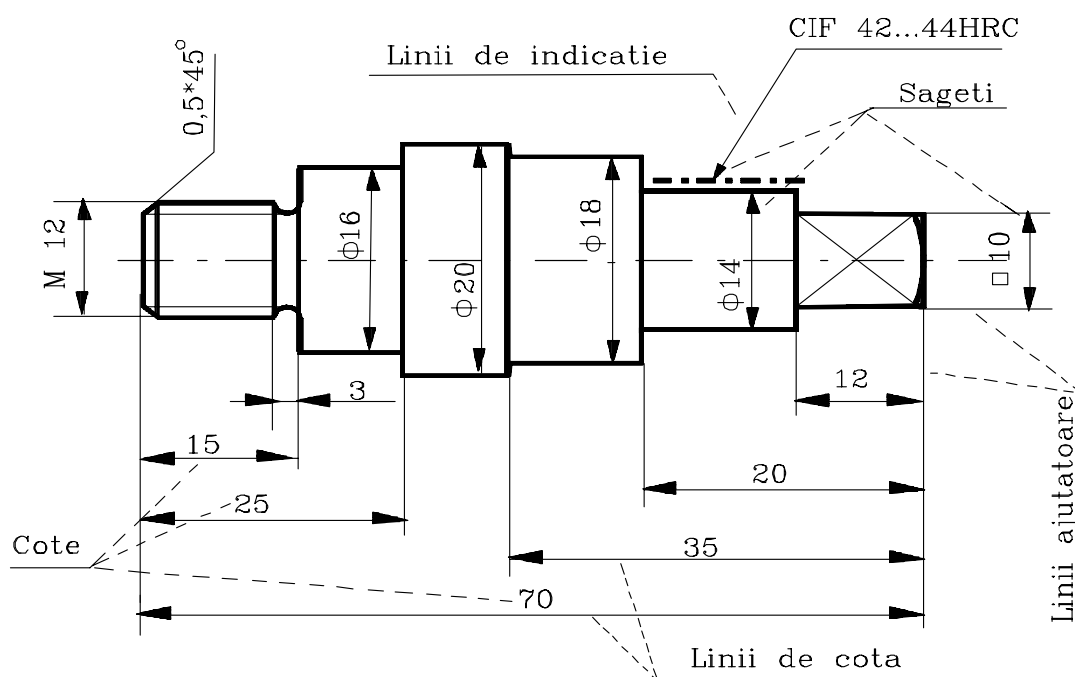 CIF 42...44HRC
Linii de indicatie
Sageti
0,5*45°
M 12
ϕ16
ϕ20
ϕ18
ϕ14
□ 10
3
12
15
20
25
35
Cote
70
Linii de cota
Linii ajutatoare